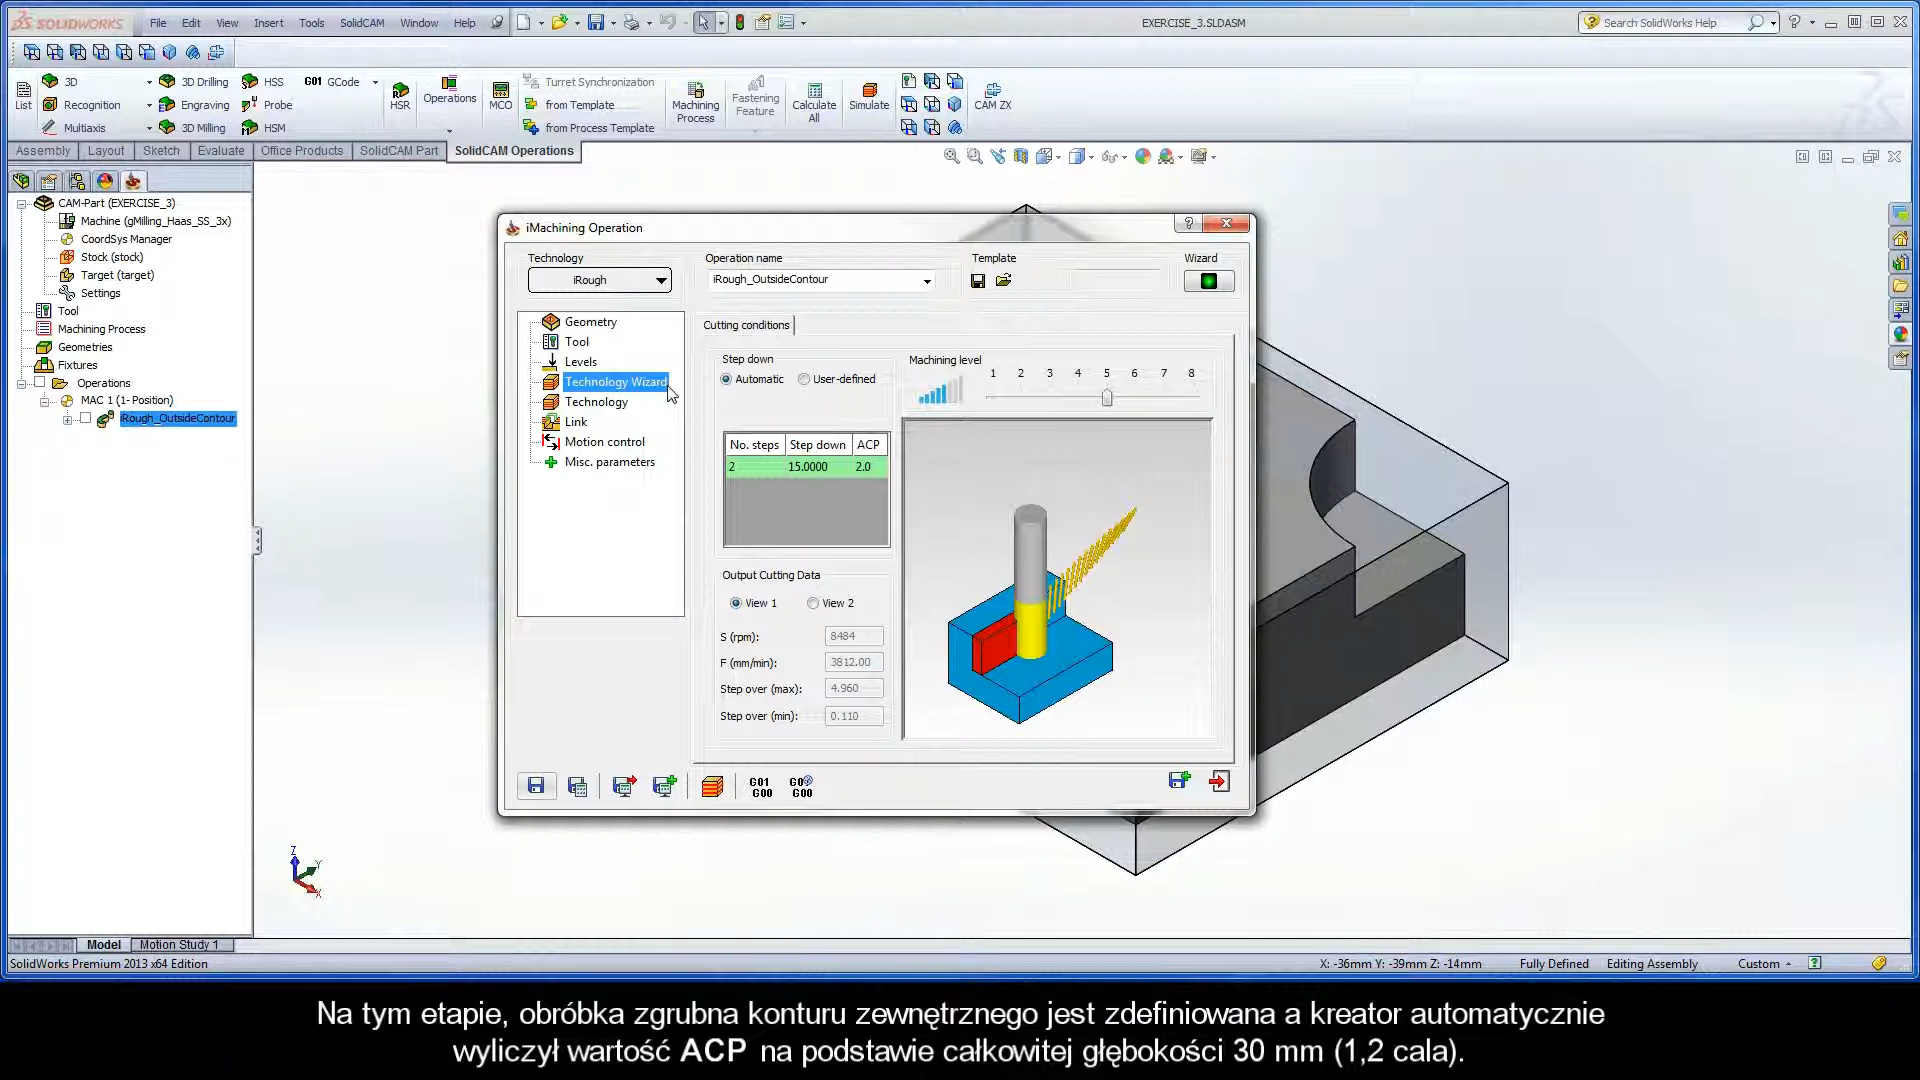 SOLIDWORKS File Edit View Insert Tools SolidCAM Window Help EXERCISE_3.SLDASM Search SolidWorks Help
3D 3D Drilling HSS G01 GCode Turret Synchronization
List Recognition Engraving Probe HSR Operations MCO from Template Machining Process Fastening Feature Calculate All Simulate CAM ZX
Multiaxis 3D Milling HSM from Process Template
Assembly Layout Sketch Evaluate Office Products SolidCAM Part SolidCAM Operations
CAM-Part (EXERCISE_3)
Machine (gMilling_Haas_SS_3x)
CoordSys Manager
Stock (stock)
Target (target)
Settings
Tool
Machining Process
Geometries
Fixtures
Operations
MAC 1 (1- Position)
iRough_OutsideContour
iMachining Operation
Technology Operation name Template Wizard
iRough iRough_OutsideContour
Geometry
Tool
Levels
Technology Wizard
Technology
Link
Motion control
Misc. parameters
Cutting conditions
Step down Machining level
Automatic User-defined 1 2 3 4 5 6 7 8
No. steps Step down ACP
2 15.0000 2.0
Output Cutting Data
View 1 View 2
S (rpm): 8484
F (mm/min): 3812.00
Step over (max): 4.960
Step over (min): 0.110
G01 G00
G0 G00
Z Y X
Model Motion Study 1
SolidWorks Premium 2013 x64 Edition X: -36mm Y: -39mm Z: -14mm Fully Defined Editing Assembly Custom
Na tym etapie, obróbka zgrubna konturu zewnętrznego jest zdefiniowana a kreator automatycznie
wyliczył wartość ACP na podstawie całkowitej głębokości 30 mm (1,2 cala).